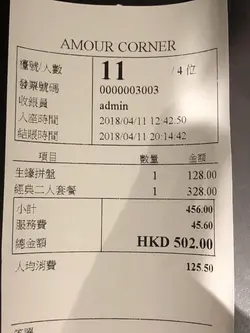 AMOUR CORNER
檯號/人數 11 / 4 位
發票號碼 0000003003
收銀員 admin
入座時間 2018/04/11 12:42:50
結賬時間 2018/04/11 20:14:42
項目 數量 金額
生蠔拼盤 1 128.00
經典二人套餐 1 328.00
小計 456.00
服務費 45.60
總金額 HKD 502.00
人均消費 125.50